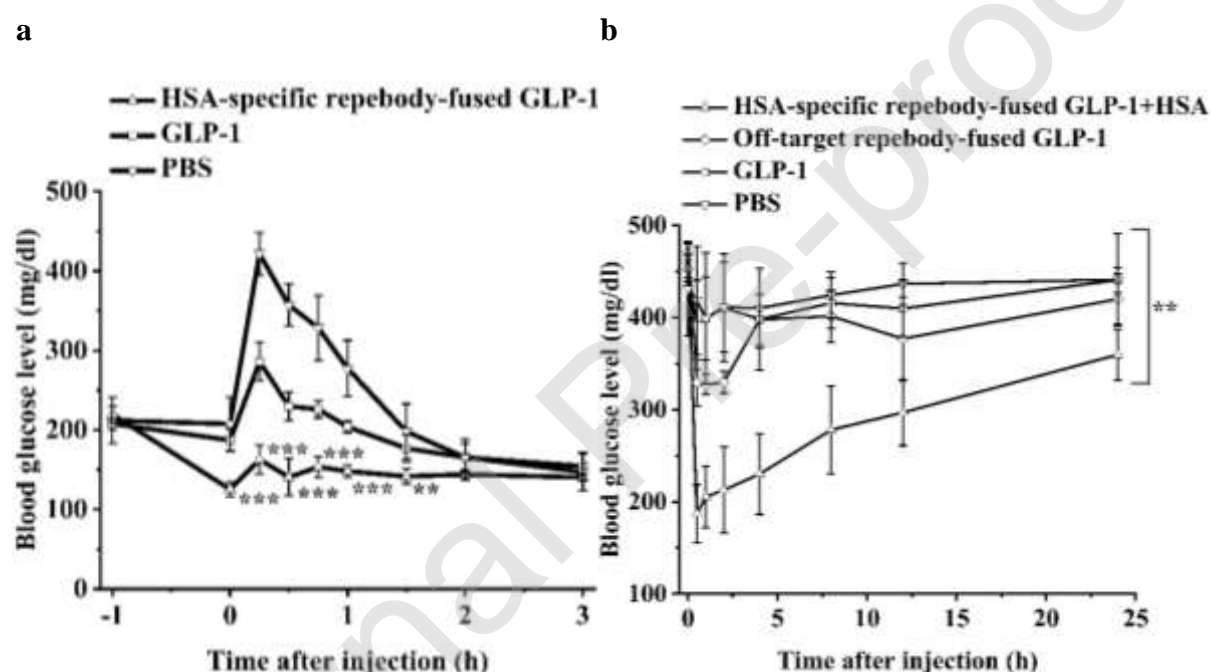 a
HSA-specific repebody-fused GLP-1
GLP-1
PBS
500
400
300
200
100
0
Blood glucose level (mg/dl)
***
***
***
***
***
**
-1
0
1
2
3
Time after injection (h)
b
HSA-specific repebody-fused GLP-1+HSA
Off-target repebody-fused GLP-1
GLP-1
PBS
500
400
300
200
100
Blood glucose level (mg/dl)
**
0
5
10
15
20
25
Time after injection (h)
nal Pre-proo